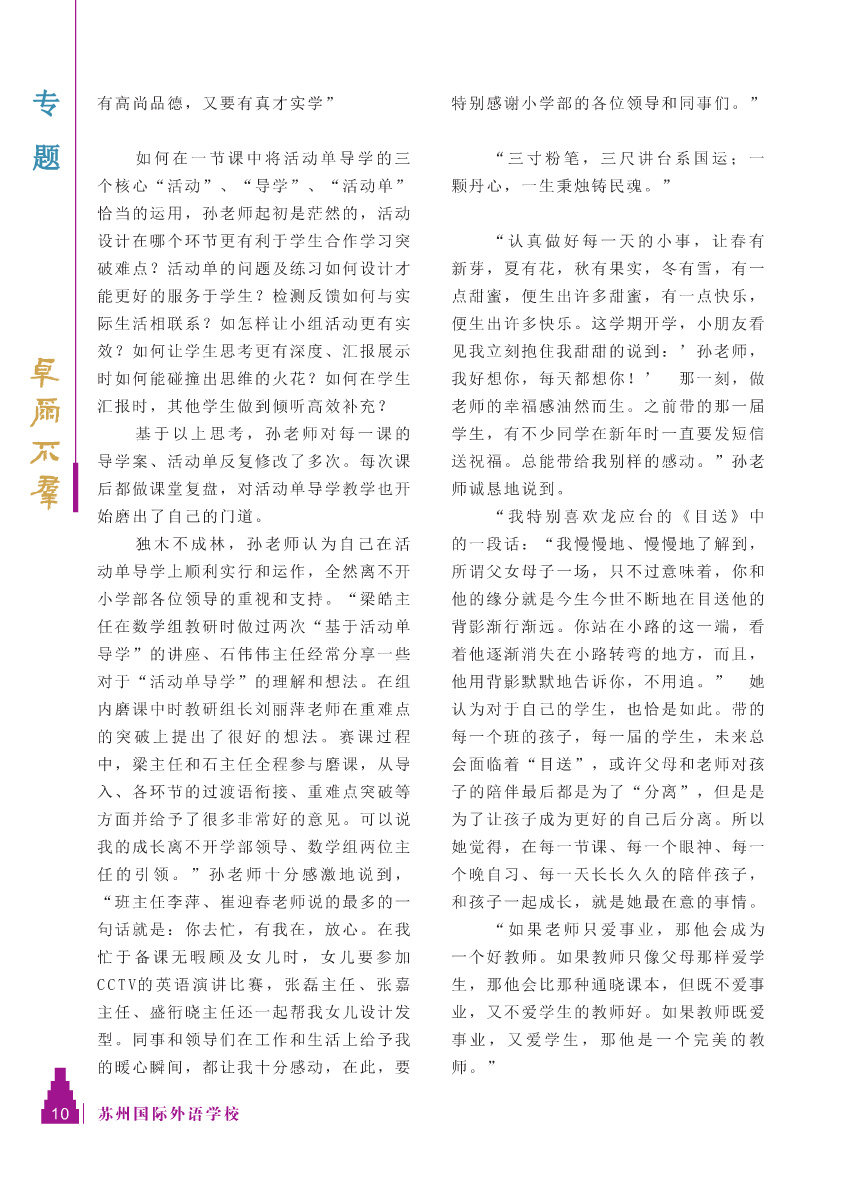 专
题
卓尔不群
有高尚品德，又要有真才实学”
如何在一节课中将活动单导学的三
个核心“活动”、“导学”、“活动单”
恰当的运用，孙老师起初是茫然的，活动
设计在哪个环节更有利于学生合作学习突
破难点？活动单的问题及练习如何设计才
能更好的服务于学生？检测反馈如何与实
际生活相联系？如怎样让小组活动更有实
效？如何让学生思考更有深度、汇报展示
时如何能碰撞出思维的火花？如何在学生
汇报时，其他学生做到倾听高效补充？
基于以上思考，孙老师对每一课的
导学案、活动单反复修改了多次。每次课
后都做课堂复盘，对活动单导学教学也开
始磨出了自己的门道。
独木不成林，孙老师认为自己在活
动单导学上顺利实行和运作，全然离不开
小学部各位领导的重视和支持。“梁皓主
任在数学组教研时做过两次“基于活动单
导学”的讲座、石伟伟主任经常分享一些
对于“活动单导学”的理解和想法。在组
内磨课中时教研组长刘丽萍老师在重难点
的突破上提出了很好的想法。赛课过程
中，梁主任和石主任全程参与磨课，从导
入、各环节的过渡语衔接、重难点突破等
方面并给予了很多非常好的意见。可以说
我的成长离不开学部领导、数学组两位主
任的引领。”孙老师十分感激地说到，
“班主任李萍、崔迎春老师说的最多的一
句话就是：你去忙，有我在，放心。在我
忙于备课无暇顾及女儿时，女儿要参加
CCTV的英语演讲比赛，张磊主任、张嘉
主任、盛衍晓主任还一起帮我女儿设计发
型。同事和领导们在工作和生活上给予我
的暖心瞬间，都让我十分感动，在此，要
特别感谢小学部的各位领导和同事们。”
“三寸粉笔，三尺讲台系国运；一
颗丹心，一生秉烛铸民魂。”
“认真做好每一天的小事，让春有
新芽，夏有花，秋有果实，冬有雪，有一
点甜蜜，便生出许多甜蜜，有一点快乐，
便生出许多快乐。这学期开学，小朋友看
见我立刻抱住我甜甜的说到：’孙老师，
我好想你，每天都想你！’ 那一刻，做
老师的幸福感油然而生。之前带的那一届
学生，有不少同学在新年时一直要发短信
送祝福。总能带给我别样的感动。”孙老
师诚恳地说到。
“我特别喜欢龙应台的《目送》中
的一段话：“我慢慢地、慢慢地了解到，
所谓父女母子一场，只不过意味着，你和
他的缘分就是今生今世不断地在目送他的
背影渐行渐远。你站在小路的这一端，看
着他逐渐消失在小路转弯的地方，而且，
他用背影默默地告诉你，不用追。” 她
认为对于自己的学生，也恰是如此。带的
每一个班的孩子，每一届的学生，未来总
会面临着“目送”，或许父母和老师对孩
子的陪伴最后都是为了“分离”，但是是
为了让孩子成为更好的自己后分离。所以
她觉得，在每一节课、每一个眼神、每一
个晚自习、每一天长长久久的陪伴孩子，
和孩子一起成长，就是她最在意的事情。
“如果老师只爱事业，那他会成为
一个好教师。如果教师只像父母那样爱学
生，那他会比那种通晓课本，但既不爱事
业，又不爱学生的教师好。如果教师既爱
事业，又爱学生，那他是一个完美的教
师。”
10 苏州国际外语学校